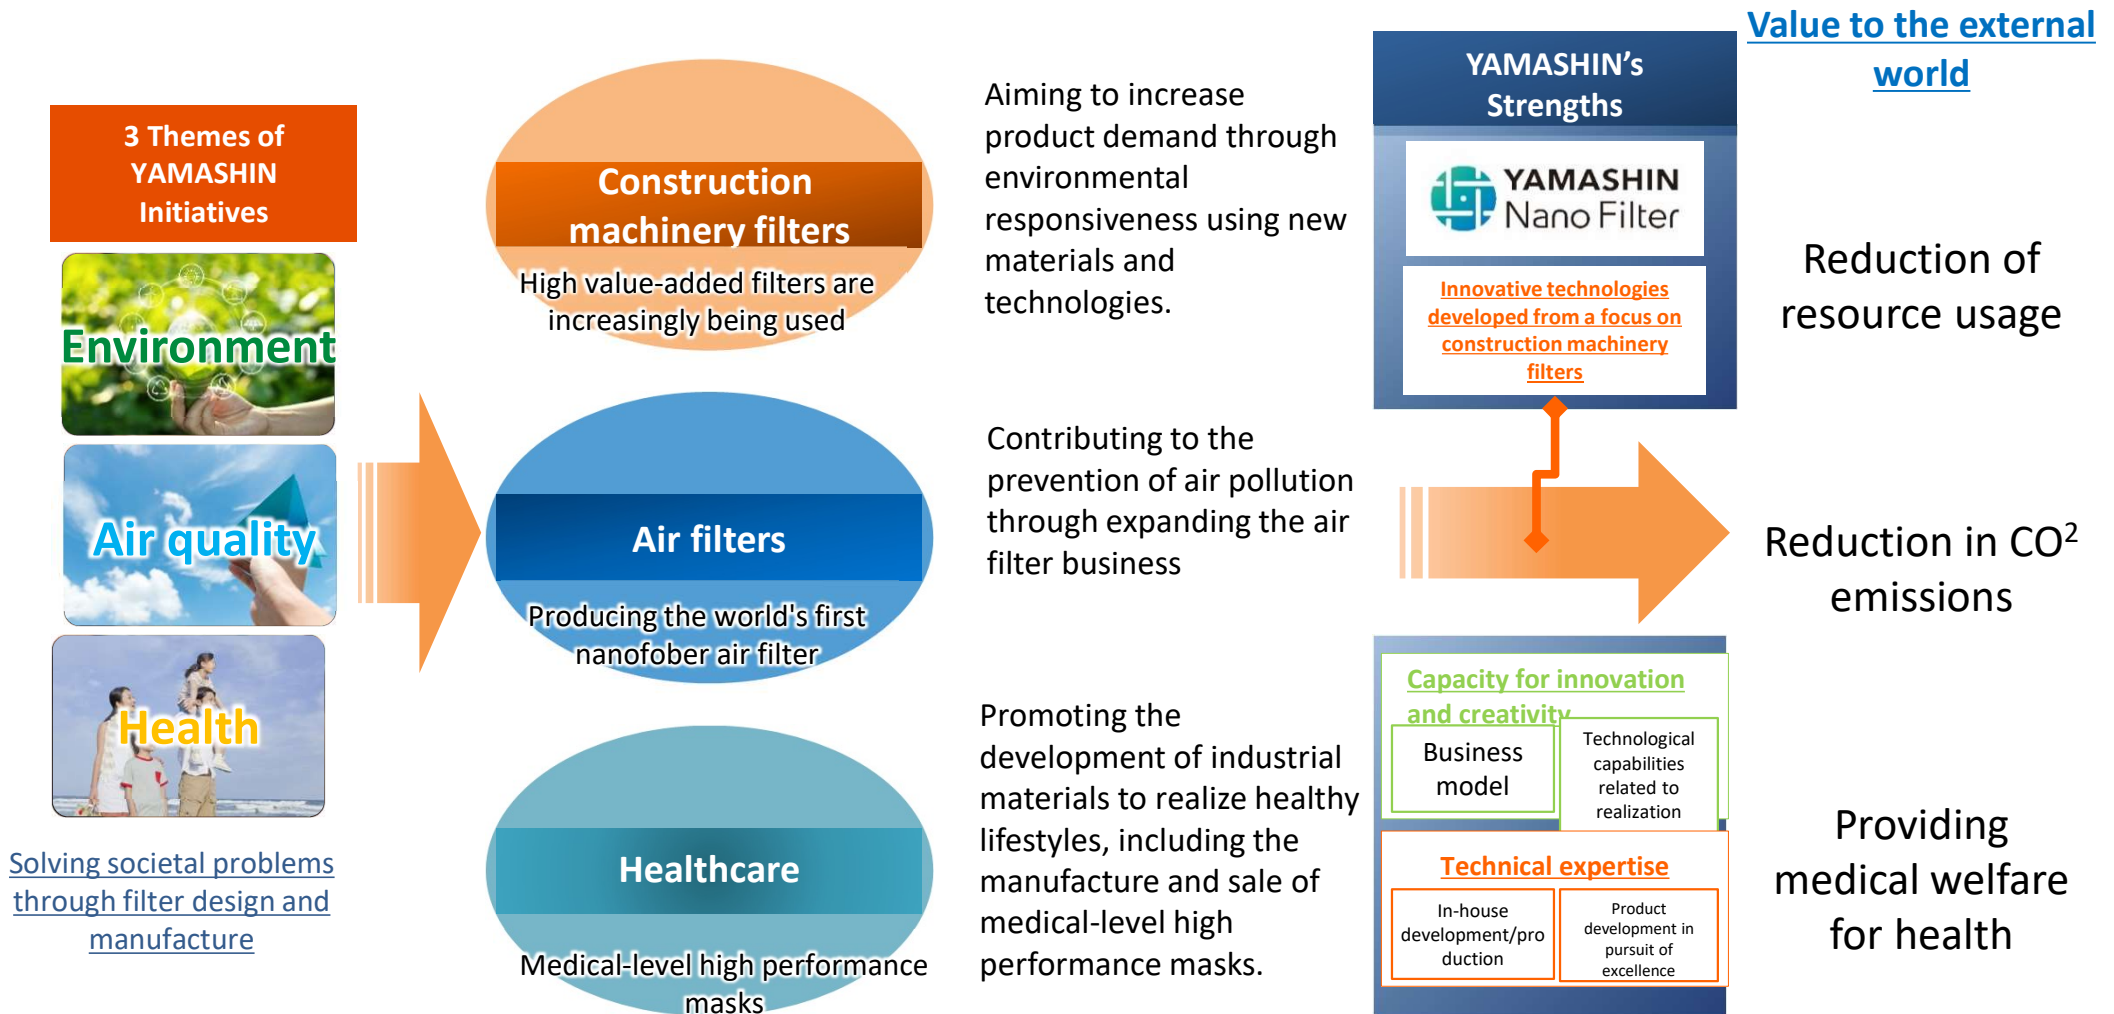 3 Themes of
YAMASHIN
Initiatives
Environment
Air quality
Health
Solving societal problems
through filter design and
manufacture
Construction
machinery filters
High value-added filters are
increasingly being used
Air filters
Producing the world's first
nanofober air filter
Healthcare
Medical-level high performance
masks
Aiming to increase
product demand through
environmental
responsiveness using new
materials and
technologies.
Contributing to the
prevention of air pollution
through expanding the air
filter business
Promoting the
development of industrial
materials to realize healthy
lifestyles, including the
manufacture and sale of
medical-level high
performance masks.
YAMASHIN's
Strengths
YAMASHIN
Nano Filter
Innovative technologies
developed from a focus on
construction machinery
filters
Capacity for innovation
and creativity
Business
model
Technological
capabilities
related to
realization
Technical expertise
In-house
development/pro
duction
Product
development in
pursuit of
excellence
Value to the external
world
Reduction of
resource usage
Reduction in CO²
emissions
Providing
medical welfare
for health